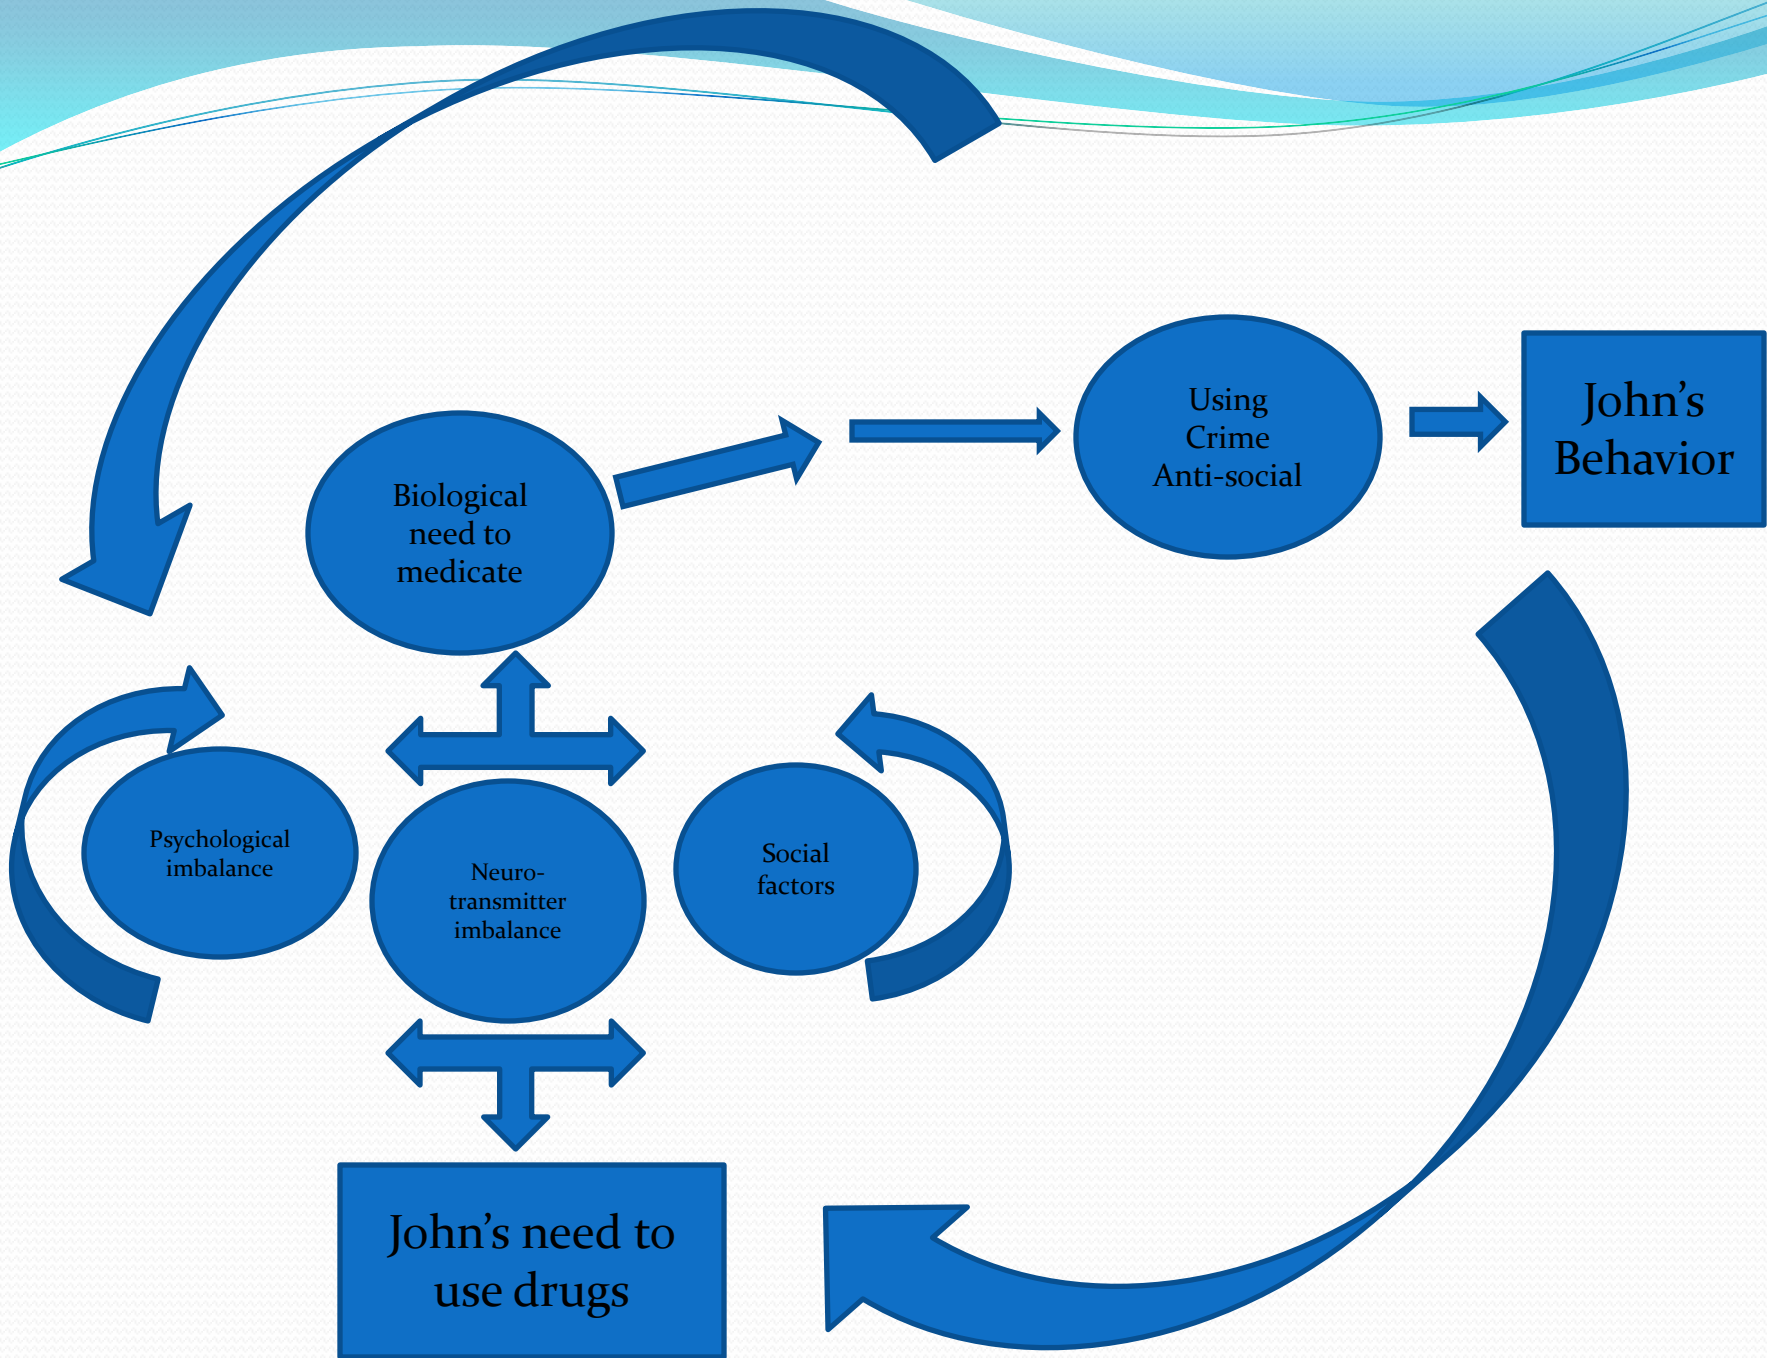 Using
Crime
Anti-social
John’s
Behavior
Biological
need to
medicate
Psychological
imbalance
Neuro-
transmitter
imbalance
Social
factors
John’s need to
use drugs